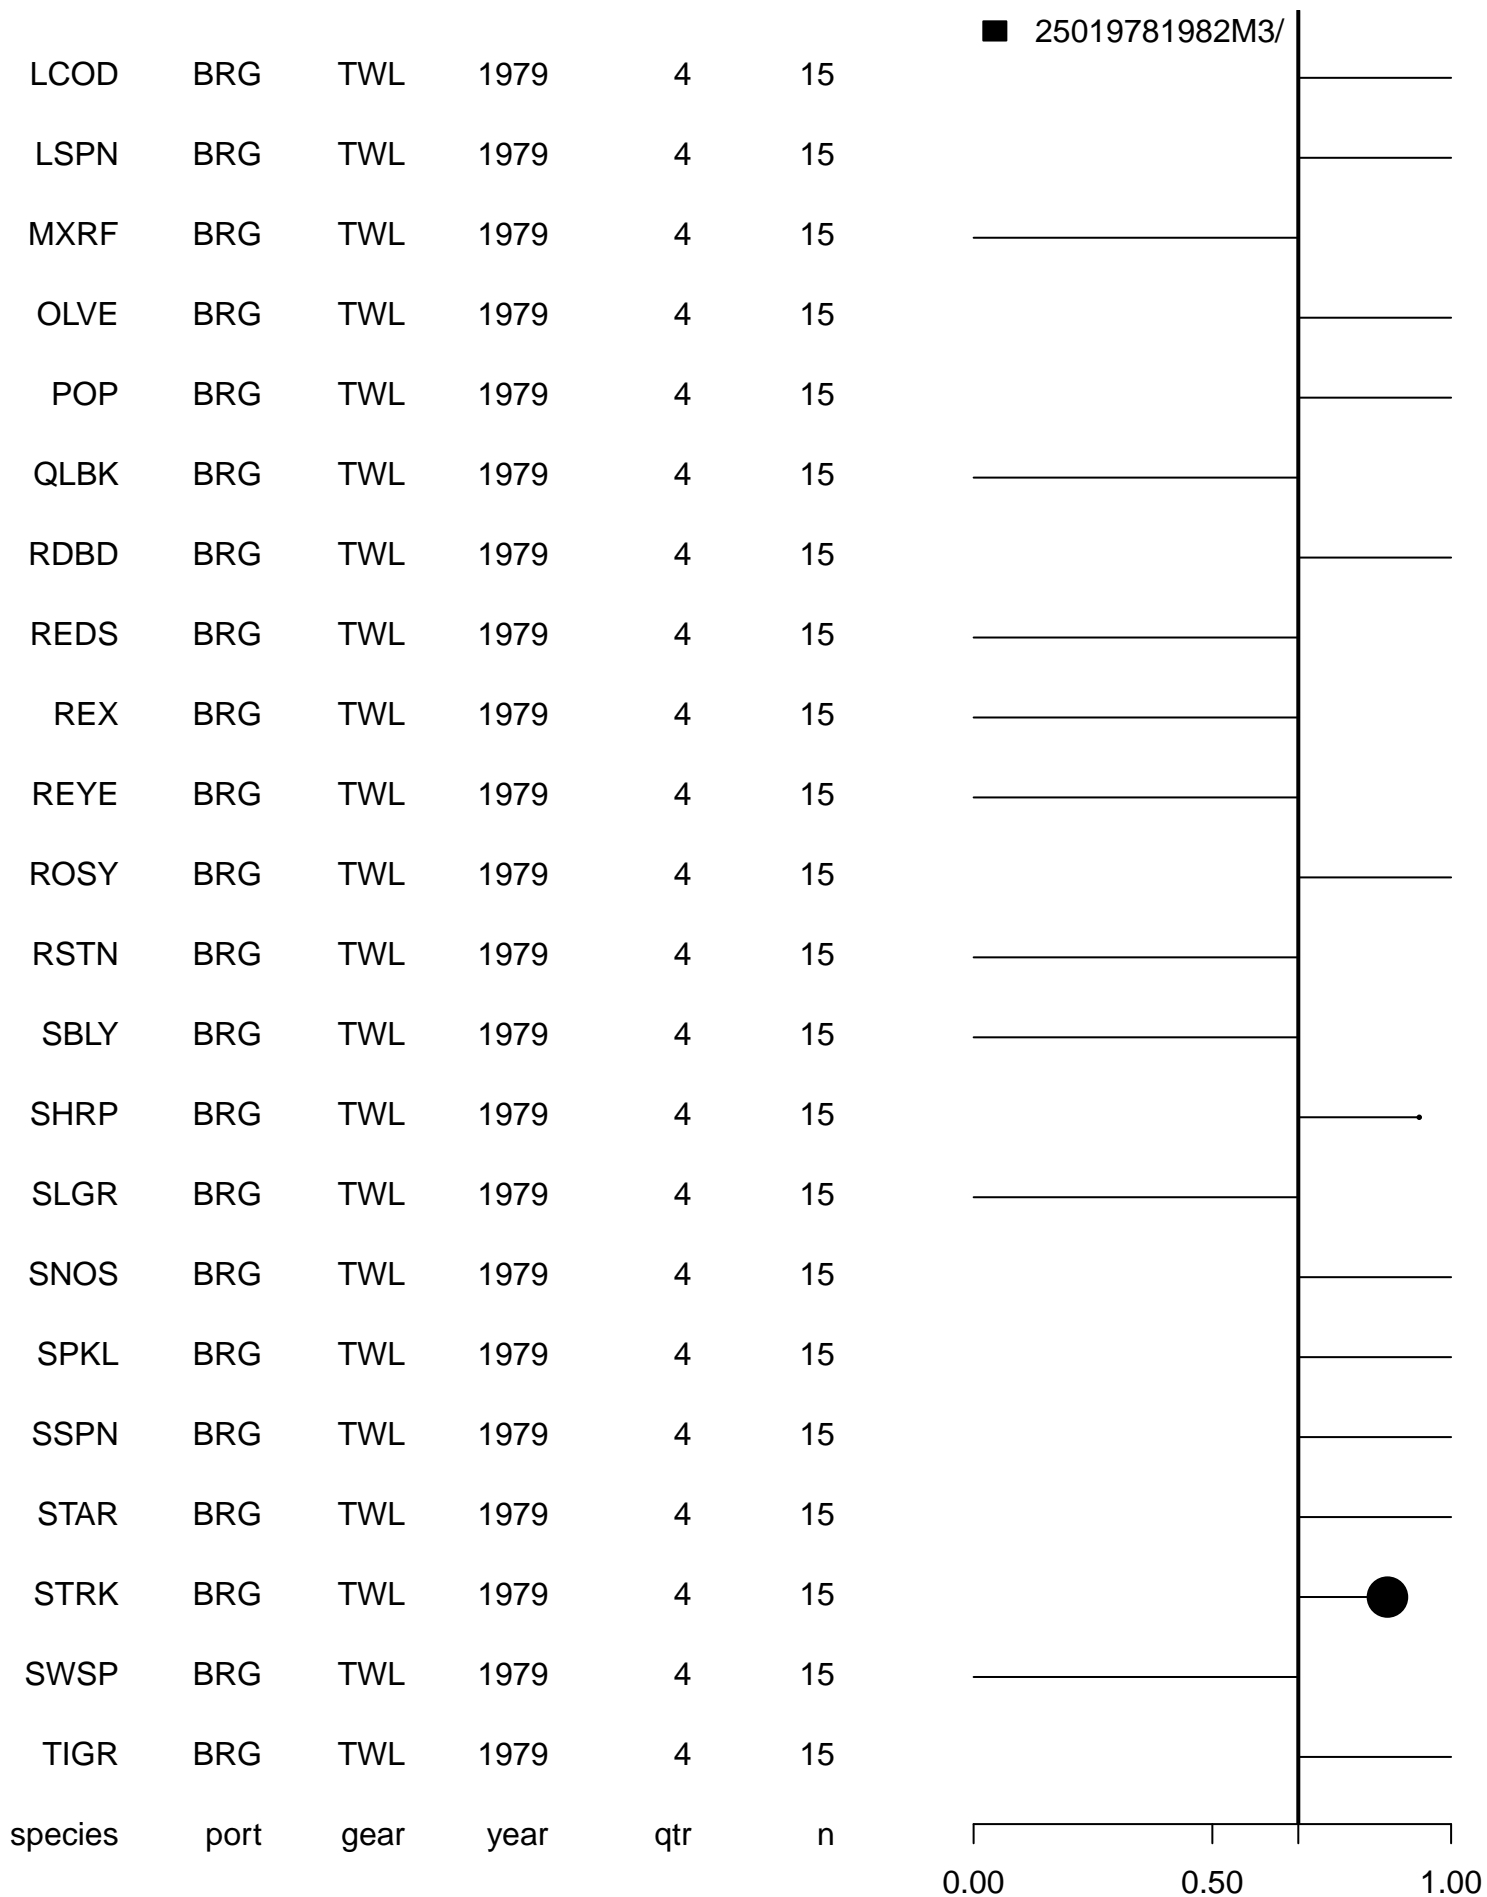 25019781982M3/
LCOD BRG TWL 1979 4 15
LSPN BRG TWL 1979 4 15
MXRF BRG TWL 1979 4 15
OLVE BRG TWL 1979 4 15
POP BRG TWL 1979 4 15
QLBK BRG TWL 1979 4 15
RDBD BRG TWL 1979 4 15
REDS BRG TWL 1979 4 15
REX BRG TWL 1979 4 15
REYE BRG TWL 1979 4 15
ROSY BRG TWL 1979 4 15
RSTN BRG TWL 1979 4 15
SBLY BRG TWL 1979 4 15
SHRP BRG TWL 1979 4 15
SLGR BRG TWL 1979 4 15
SNOS BRG TWL 1979 4 15
SPKL BRG TWL 1979 4 15
SSPN BRG TWL 1979 4 15
STAR BRG TWL 1979 4 15
STRK BRG TWL 1979 4 15
SWSP BRG TWL 1979 4 15
TIGR BRG TWL 1979 4 15
species port gear year qtr n
0.00 0.50 1.00